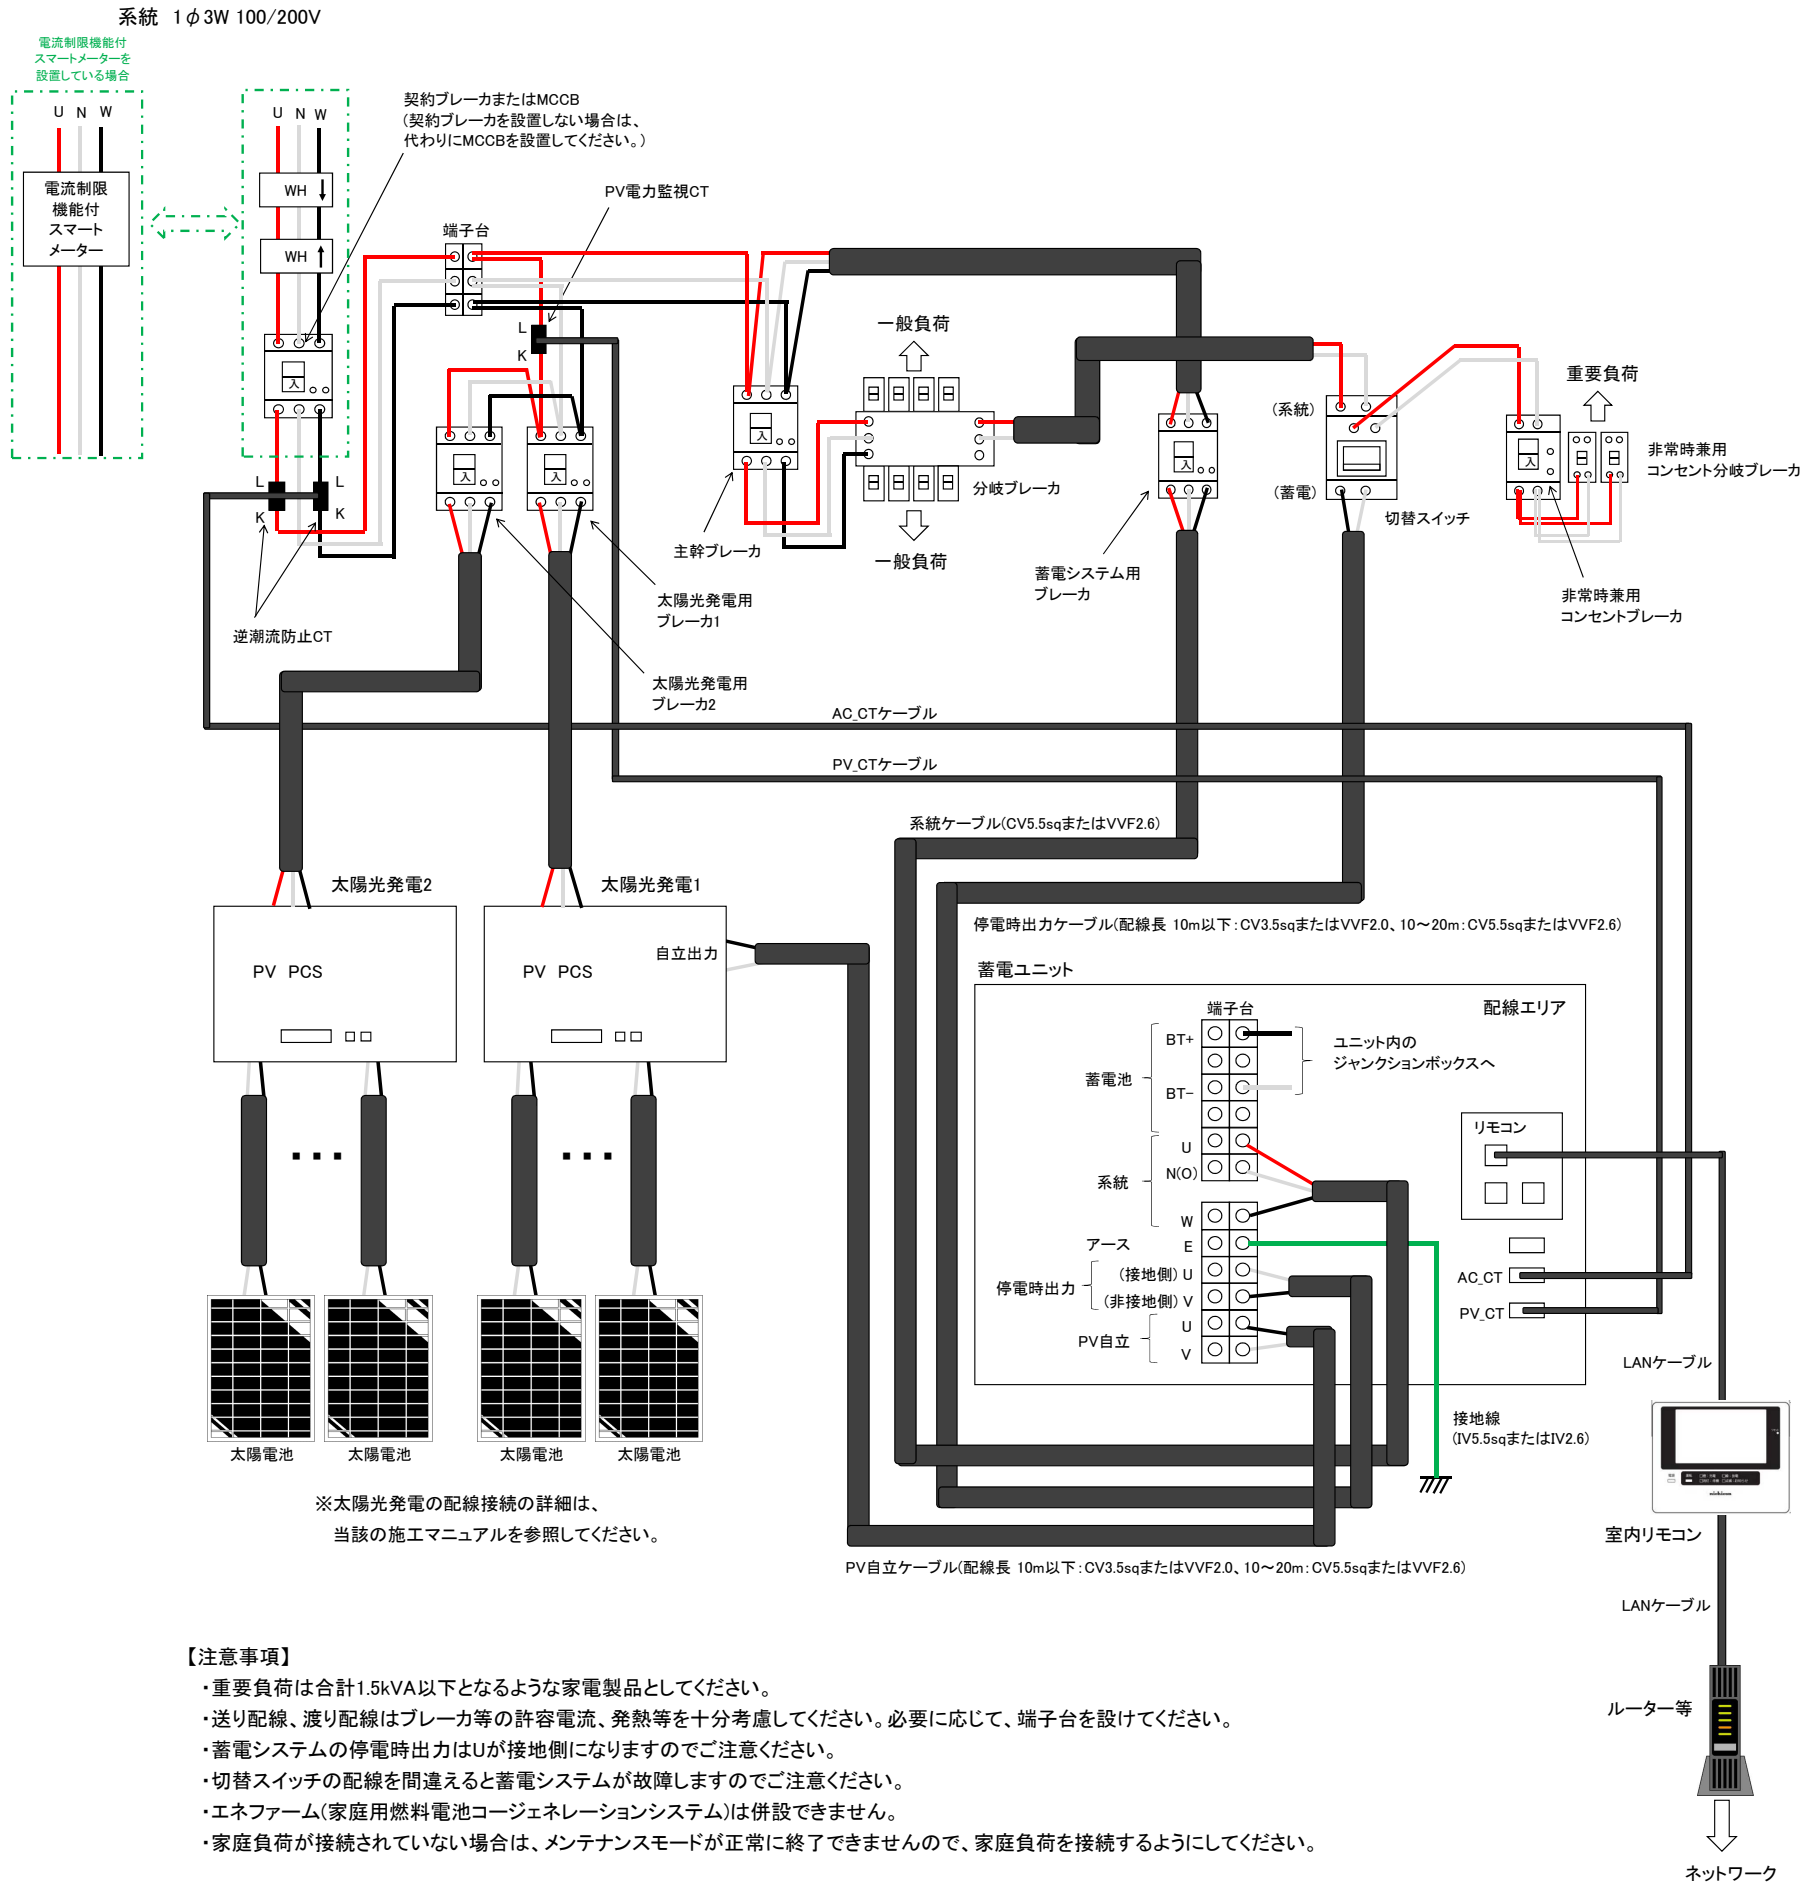 系統 1φ3W 100/200V
電流制限機能付
スマートメーターを
設置している場合
U N W
電流制限
機能付
スマート
メーター
U N W
WH
WH
契約ブレーカまたはMCCB
(契約ブレーカを設置しない場合は、
代わりにMCCBを設置してください。)
PV電力監視CT
端子台
入
L
K
L
K
L
K
逆潮流防止CT
入
入
太陽光発電用
ブレーカ1
太陽光発電用
ブレーカ2
入
主幹ブレーカ
一般負荷
一般負荷
分岐ブレーカ
入
蓄電システム用
ブレーカ
(系統)
(蓄電)
切替スイッチ
入
重要負荷
非常時兼用
コンセント分岐ブレーカ
非常時兼用
コンセントブレーカ
AC_CTケーブル
PV_CTケーブル
系統ケーブル(CV5.5sqまたはVVF2.6)
停電時出力ケーブル(配線長 10m以下:CV3.5sqまたはVVF2.0、10~20m:CV5.5sqまたはVVF2.6)
太陽光発電2
PV PCS
太陽光発電1
PV PCS
自立出力
蓄電ユニット
配線エリア
端子台
BT+
BT-
蓄電池
ユニット内の
ジャンクションボックスへ
U
N(O)
系統
W
アース E
(接地側) U
停電時出力
(非接地側) V
U
PV自立
V
リモコン
AC_CT
PV_CT
LANケーブル
接地線
(IV5.5sqまたはIV2.6)
太陽電池
太陽電池
太陽電池
太陽電池
※太陽光発電の配線接続の詳細は、
当該の施工マニュアルを参照してください。
PV自立ケーブル(配線長 10m以下:CV3.5sqまたはVVF2.0、10~20m:CV5.5sqまたはVVF2.6)
室内リモコン
LANケーブル
ルーター等
ネットワーク
【注意事項】
・重要負荷は合計1.5kVA以下となるような家電製品としてください。
・送り配線、渡り配線はブレーカ等の許容電流、発熱等を十分考慮してください。必要に応じて、端子台を設けてください。
・蓄電システムの停電時出力はUが接地側になりますのでご注意ください。
・切替スイッチの配線を間違えると蓄電システムが故障しますのでご注意ください。
・エネファーム(家庭用燃料電池コージェネレーションシステム)は併設できません。
・家庭負荷が接続されていない場合は、メンテナンスモードが正常に終了できませんので、家庭負荷を接続するようにしてください。